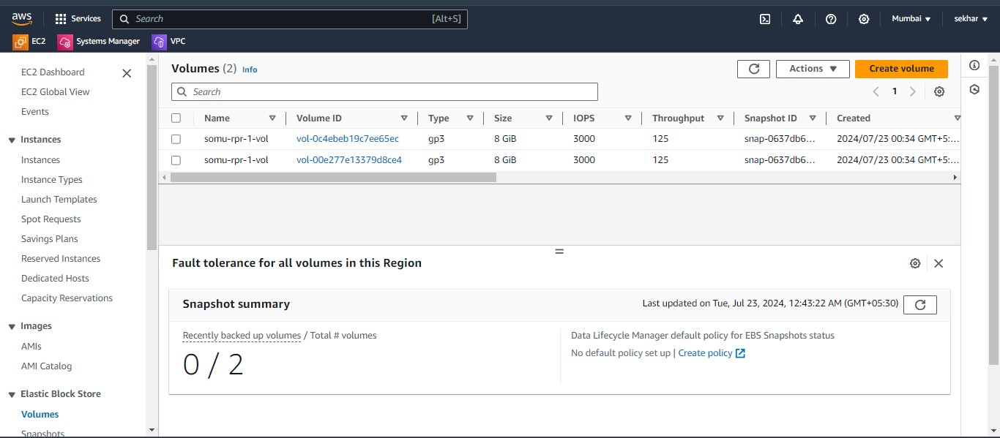 aws Services Search [Alt+S] Mumbai ▼ sekhar ▼
EC2 Systems Manager VPC
EC2 Dashboard
EC2 Global View
Events
Instances
Instances
Instance Types
Launch Templates
Spot Requests
Savings Plans
Reserved Instances
Dedicated Hosts
Capacity Reservations
Images
AMIs
AMI Catalog
Elastic Block Store
Volumes
Snapshots
Volumes (2) Info Actions ▼ Create volume
Search 1
Name Volume ID Type Size IOPS Throughput Snapshot ID Created
somu-rpr-1-vol vol-0c4ebeb19c7ee65ec gp3 8 GiB 3000 125 snap-0637db6... 2024/07/23 00:34 GMT+5:...
somu-rpr-1-vol vol-00e277e13379d8ce4 gp3 8 GiB 3000 125 snap-0637db6... 2024/07/23 00:34 GMT+5:...
Fault tolerance for all volumes in this Region
Snapshot summary Last updated on Tue, Jul 23, 2024, 12:43:22 AM (GMT+05:30)
Recently backed up volumes / Total # volumes
0 / 2
Data Lifecycle Manager default policy for EBS Snapshots status
No default policy set up | Create policy